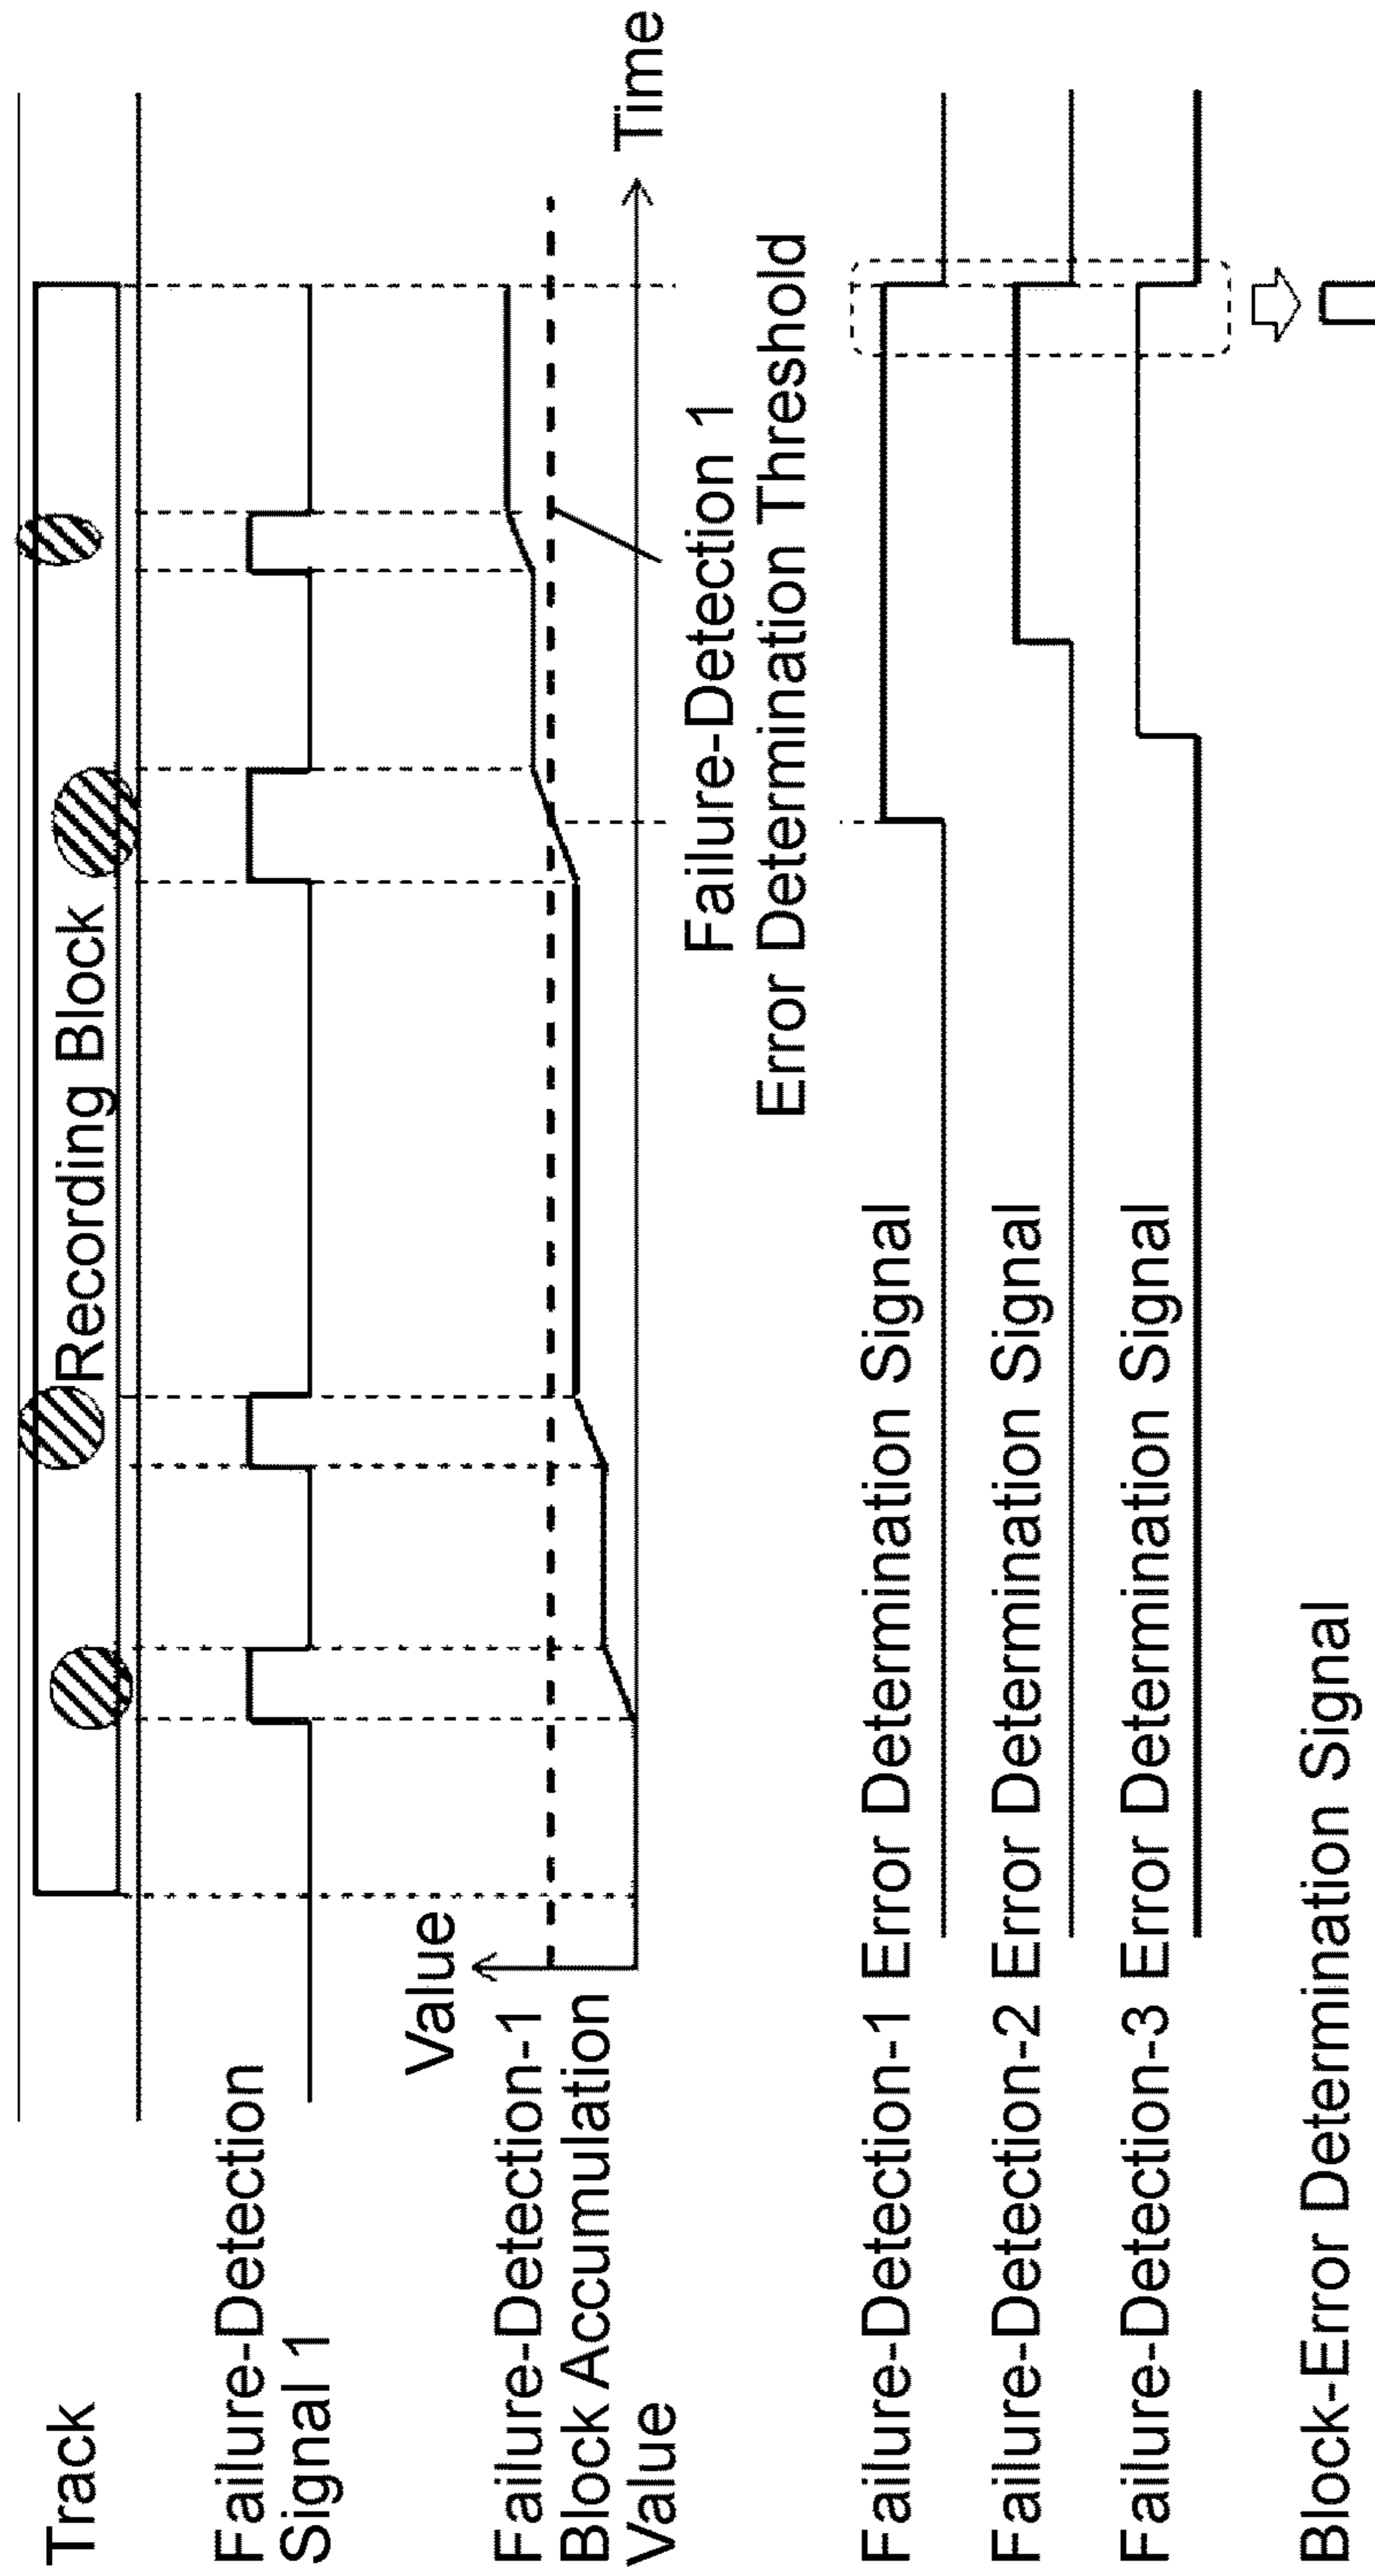 Track
Recording Block
Failure-Detection
Signal 1
Value
Failure-Detection-1
Block Accumulation
Value
Time
Failure-Detection 1
Error Determination Threshold
Failure-Detection-1 Error Determination Signal
Failure-Detection-2 Error Determination Signal
Failure-Detection-3 Error Determination Signal
Block-Error Determination Signal